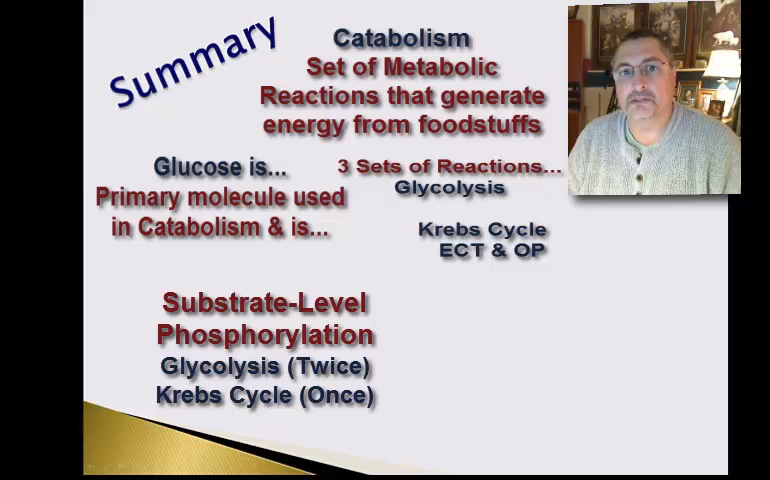 Summary
Catabolism
Set of Metabolic
Reactions that generate
energy from foodstuffs
Glucose is...
Primary molecule used
in Catabolism & is...
3 Sets of Reactions...
Glycolysis
Krebs Cycle
ECT & OP
Substrate-Level
Phosphorylation
Glycolysis (Twice)
Krebs Cycle (Once)